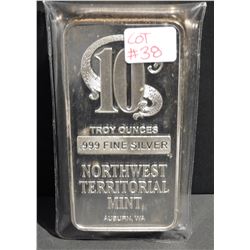 LOT
#38
10
TROY OUNCES
.999 FINE SILVER
NORTHWEST
TERRITORIAL
MINT
AUBURN, WA